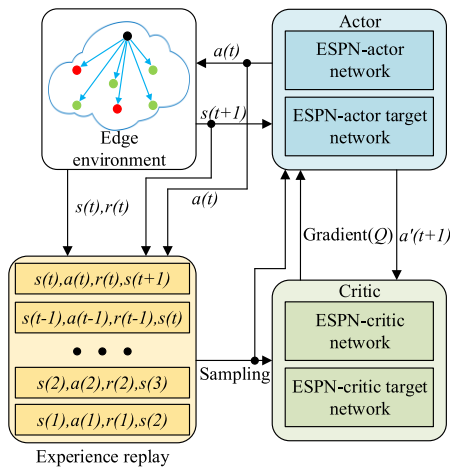 Actor
ESPN-actor
network
ESPN-actor target
network
a(t)
s(t+1)
Edge
environment
s(t),r(t)
a(t)
Gradient(Q)
a'(t+1)
s(t),a(t),r(t),s(t+1)
s(t-1),a(t-1),r(t-1),s(t)
s(2),a(2),r(2),s(3)
s(1),a(1),r(1),s(2)
Experience replay
Sampling
Critic
ESPN-critic
network
ESPN-critic target
network